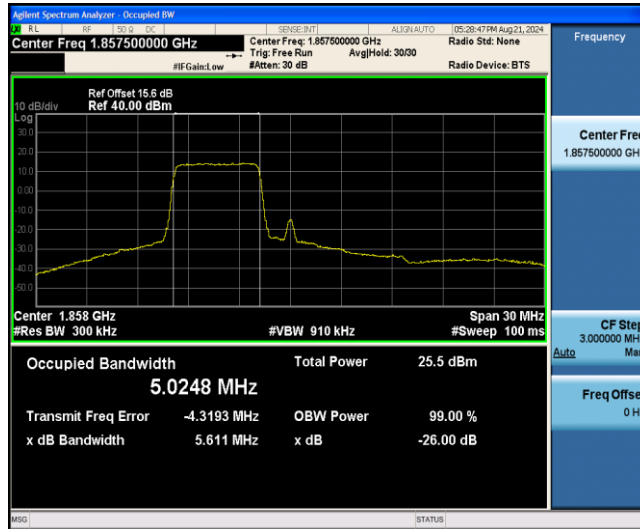 Agilent Spectrum Analyzer - Occupied BW
RL RF 50 Ω DC SENSE:INT ALIGNAUTO 05:28:47PM Aug21, 2024
Center Freq 1.857500000 GHz
Center Freq: 1.857500000 GHz Radio Std: None
Trig: Free Run Avg|Hold: 30/30
#IFGain:Low #Atten: 30 dB Radio Device: BTS
Ref Offset 15.6 dB
10 dB/div Ref 40.00 dBm
Log
30.0
20.0
10.0
0.00
-10.0
-20.0
-30.0
-40.0
-50.0
Center 1.858 GHz Span 30 MHz
#Res BW 300 kHz #VBW 910 kHz #Sweep 100 ms
Occupied Bandwidth Total Power 25.5 dBm
5.0248 MHz
Transmit Freq Error -4.3193 MHz OBW Power 99.00 %
x dB Bandwidth 5.611 MHz x dB -26.00 dB
MSG STATUS
Frequency
Center Fre
1.857500000 GH
CF Step
3.000000 MH
Auto Ma
Freq Offse
0 H